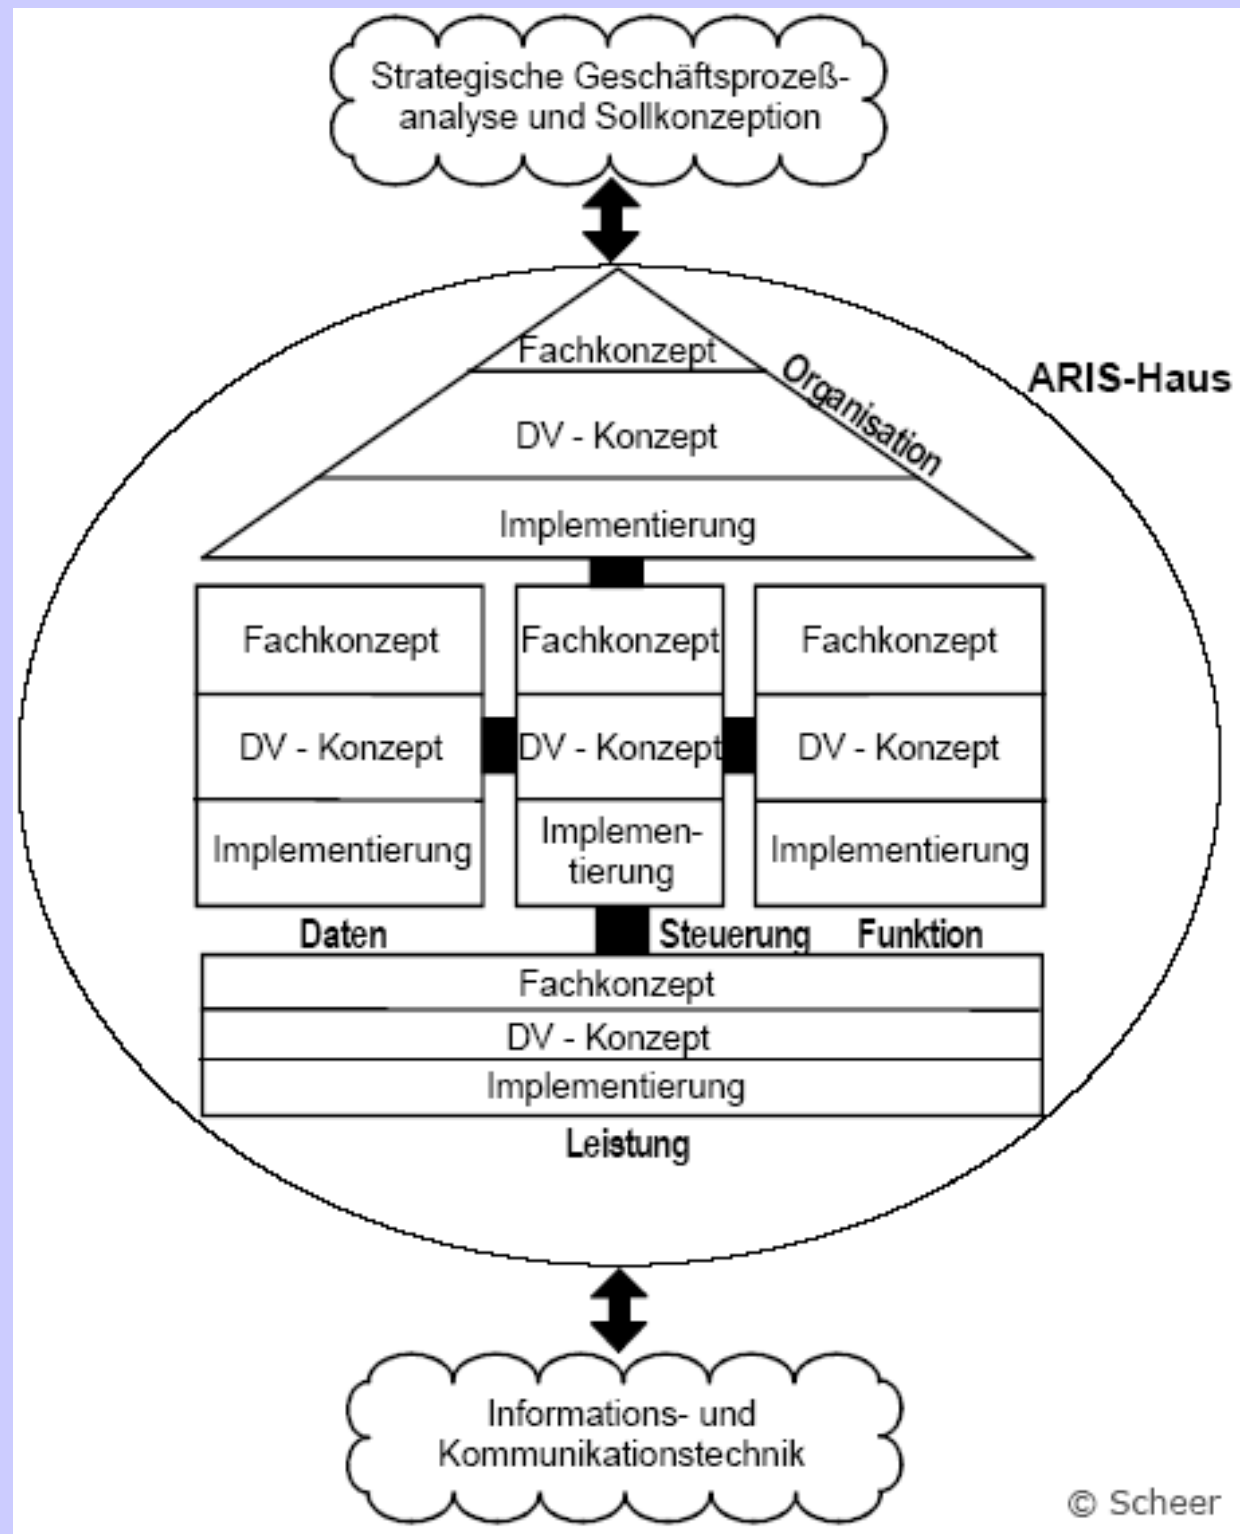 Strategische Geschäftsprozeß-
analyse und Sollkonzeption
ARIS-Haus
Organisation
Fachkonzept
DV - Konzept
Implementierung
Fachkonzept
DV - Konzept
Implementierung
Daten
Fachkonzept
DV - Konzept
Implemen-
tierung
Steuerung
Fachkonzept
DV - Konzept
Implementierung
Funktion
Fachkonzept
DV - Konzept
Implementierung
Leistung
Informations- und
Kommunikationstechnik
© Scheer